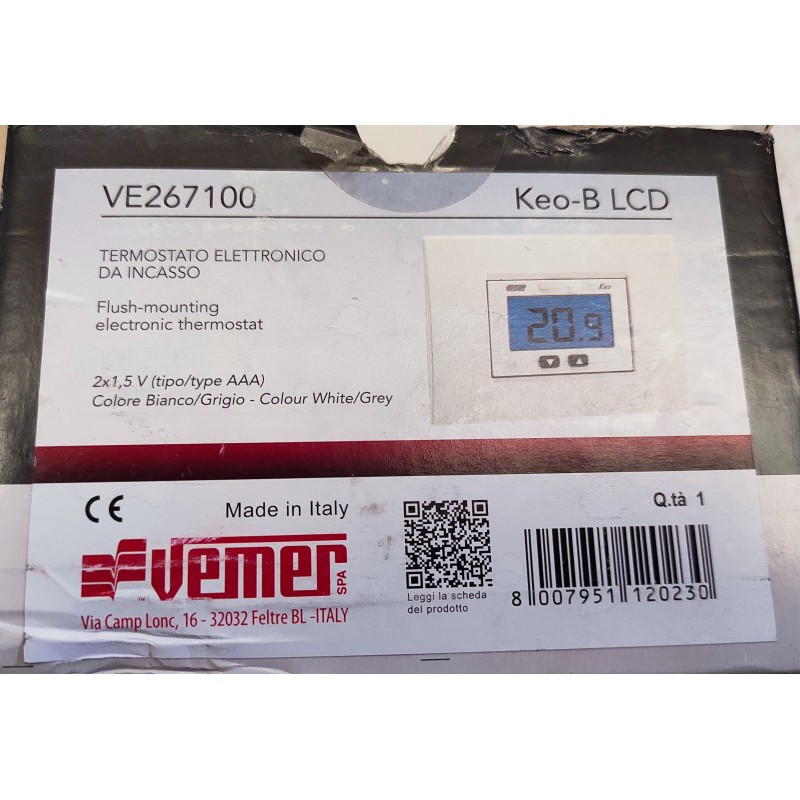 VE267100
Keo-B LCD
TERMOSTATO ELETTRONICO
DA INCASSO
Flush-mounting
electronic thermostat
2x1,5 V (tipo/type AAA)
Colore Bianco/Grigio - Colour White/Grey
vemer
Keo
20.9
CE
Made in Italy
Vemer SPA
™
Via Camp Lonc, 16 - 32032 Feltre BL -ITALY
Leggi la scheda
del prodotto
Q.tà 1
8 007951 120230